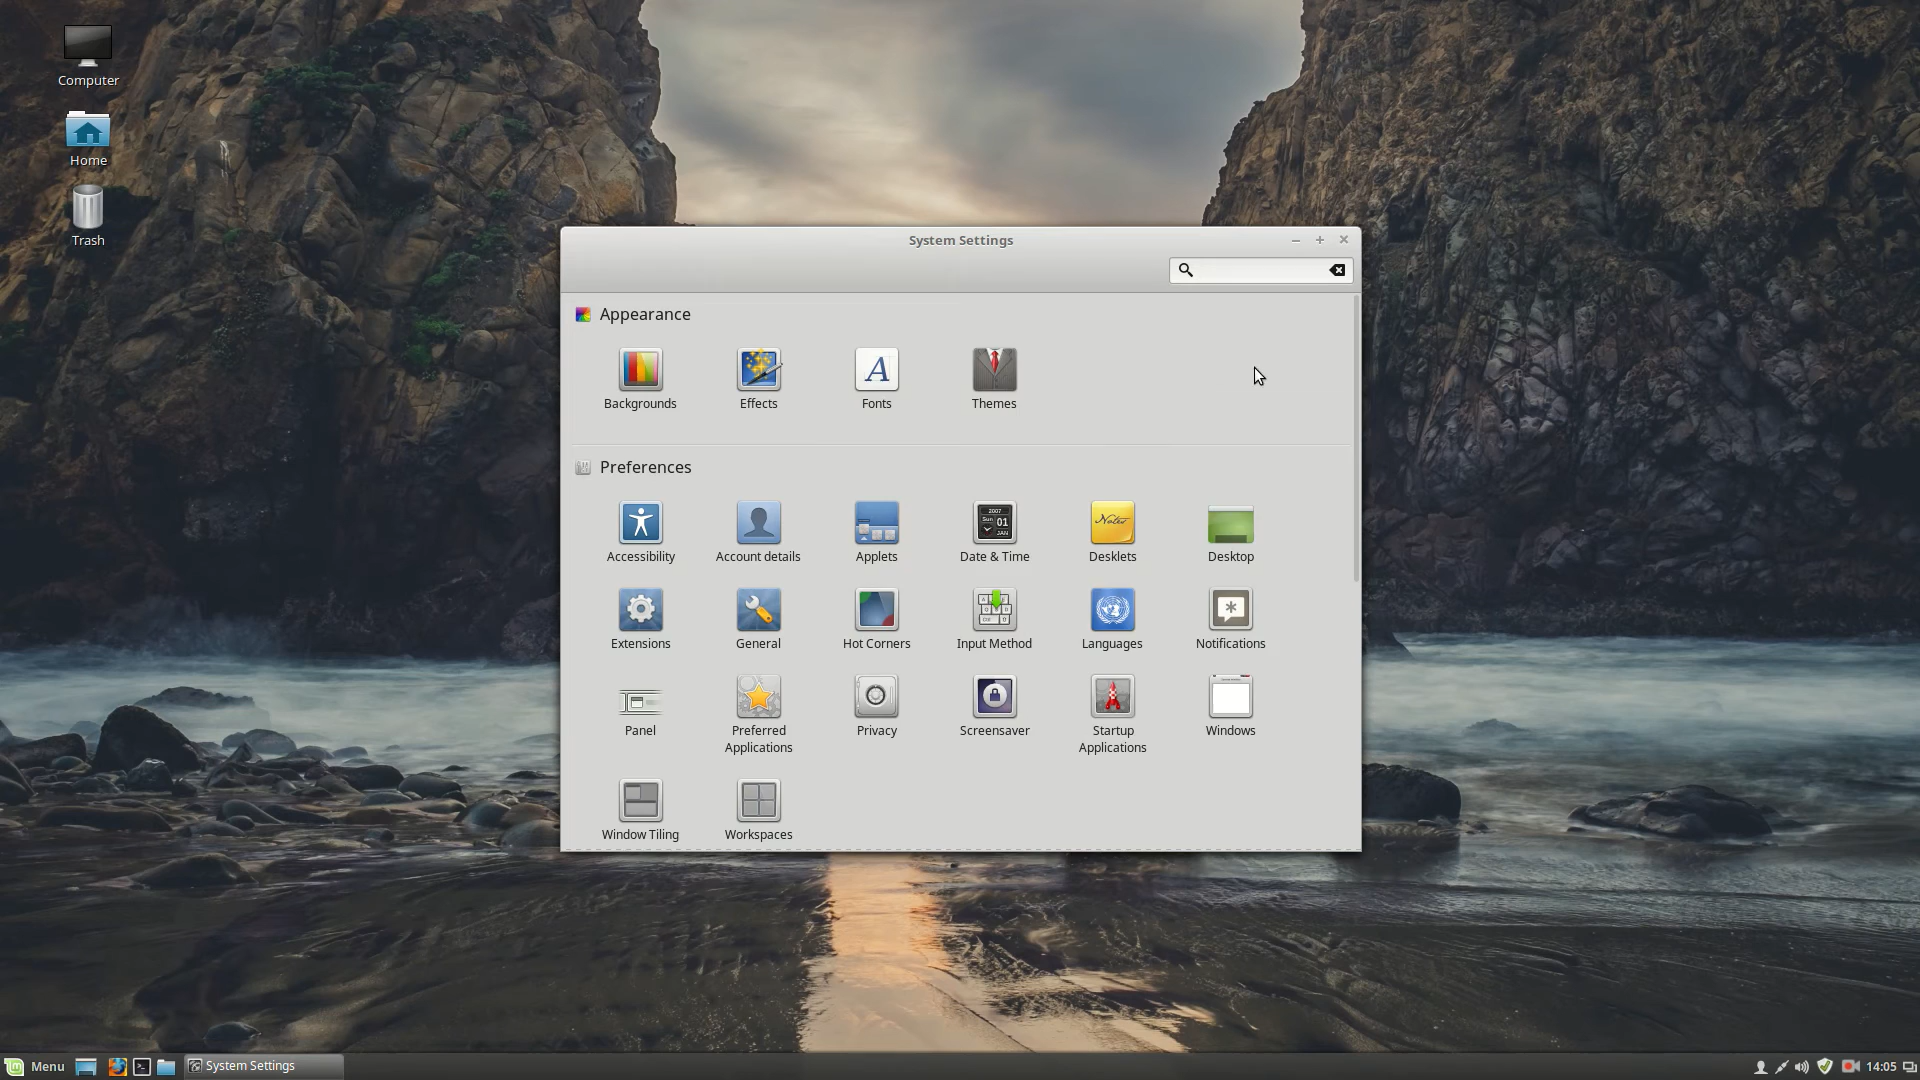 Computer
Home
Trash
System Settings
Appearance
Backgrounds
Effects
Fonts
Themes
Preferences
Accessibility
Account details
Applets
Date & Time
Desklets
Desktop
Extensions
General
Hot Corners
Input Method
Languages
Notifications
Panel
Preferred
Applications
Privacy
Screensaver
Startup
Applications
Windows
Window Tiling
Workspaces
Menu
System Settings
14:05